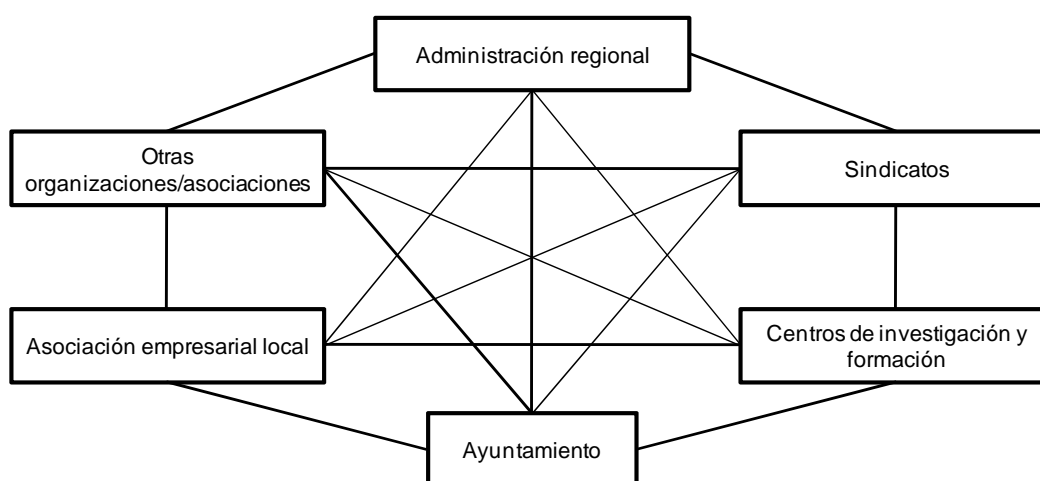 Administración regional
Otras
organizaciones/asociaciones
Sindicatos
Asociación empresarial local
Centros de investigación y
formación
Ayuntamiento